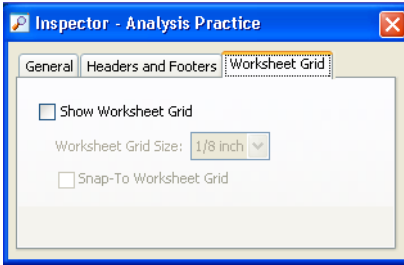 Inspector - Analysis Practice
General Headers and Footers Worksheet Grid
Show Worksheet Grid
Worksheet Grid Size: 1/8 inch
Snap-To Worksheet Grid